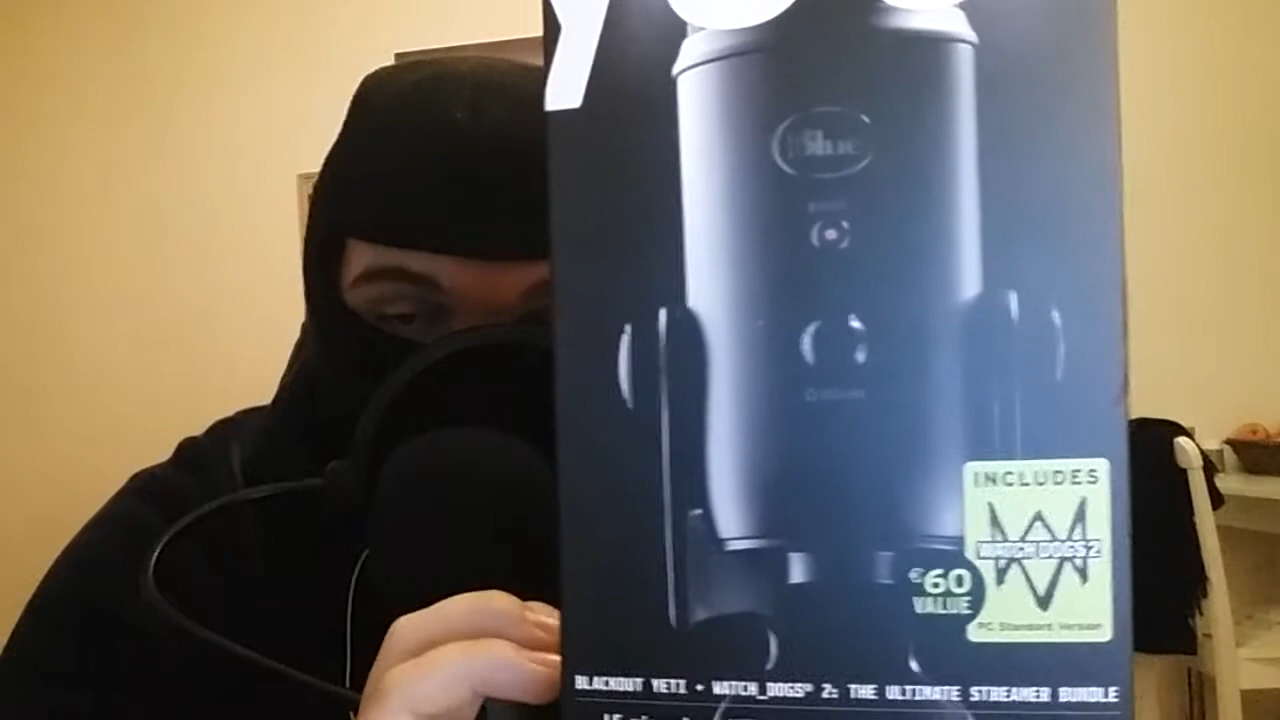 Blue
INCLUDES
WATCH DOGS 2
€60
VALUE
PC Standard Version
BLACKOUT YETI + WATCH_DOGS® 2: THE ULTIMATE STREAMER BUNDLE